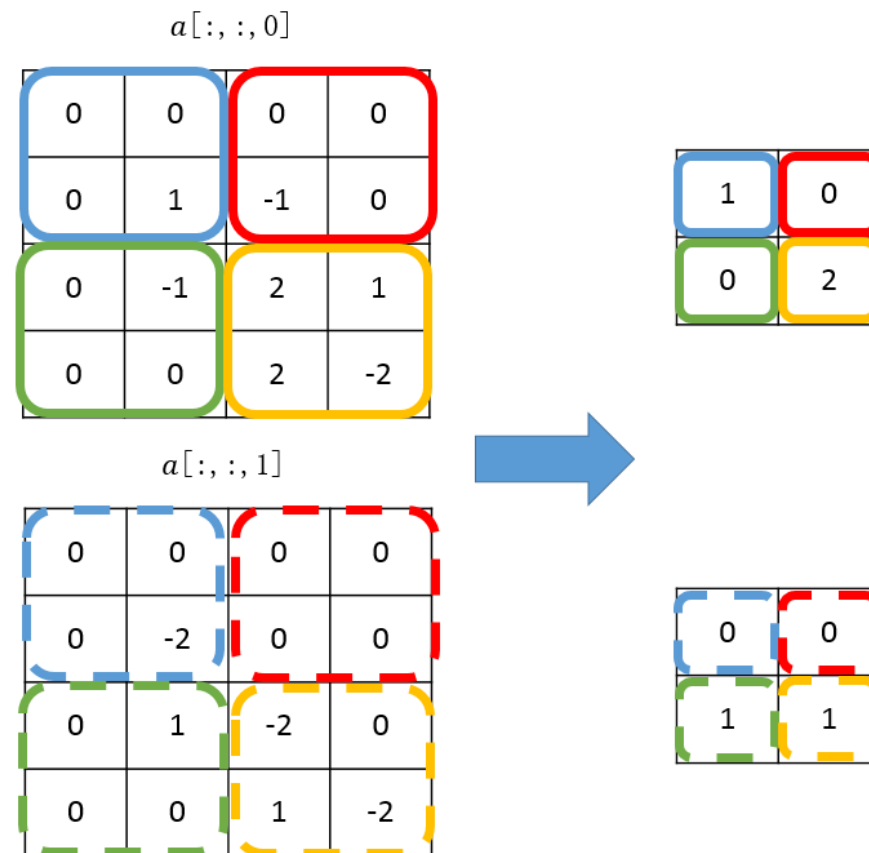 a[:, :, 0]
0 0 0 0
0 1 -1 0
0 -1 2 1
0 0 2 -2
1 0
0 2
a[:, :, 1]
0 0 0 0
0 -2 0 0
0 1 -2 0
0 0 1 -2
0 0
1 1